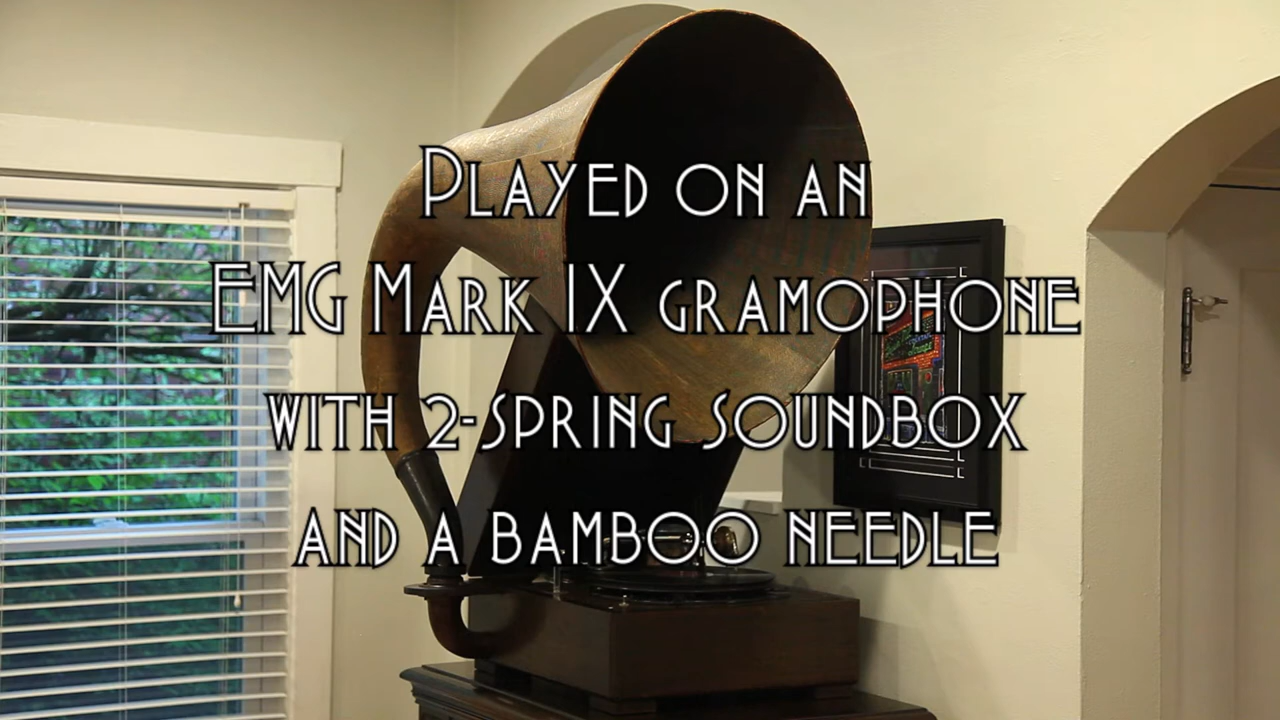 Played on an
EMG Mark IX gramophone
with 2-spring soundbox
and a bamboo needle